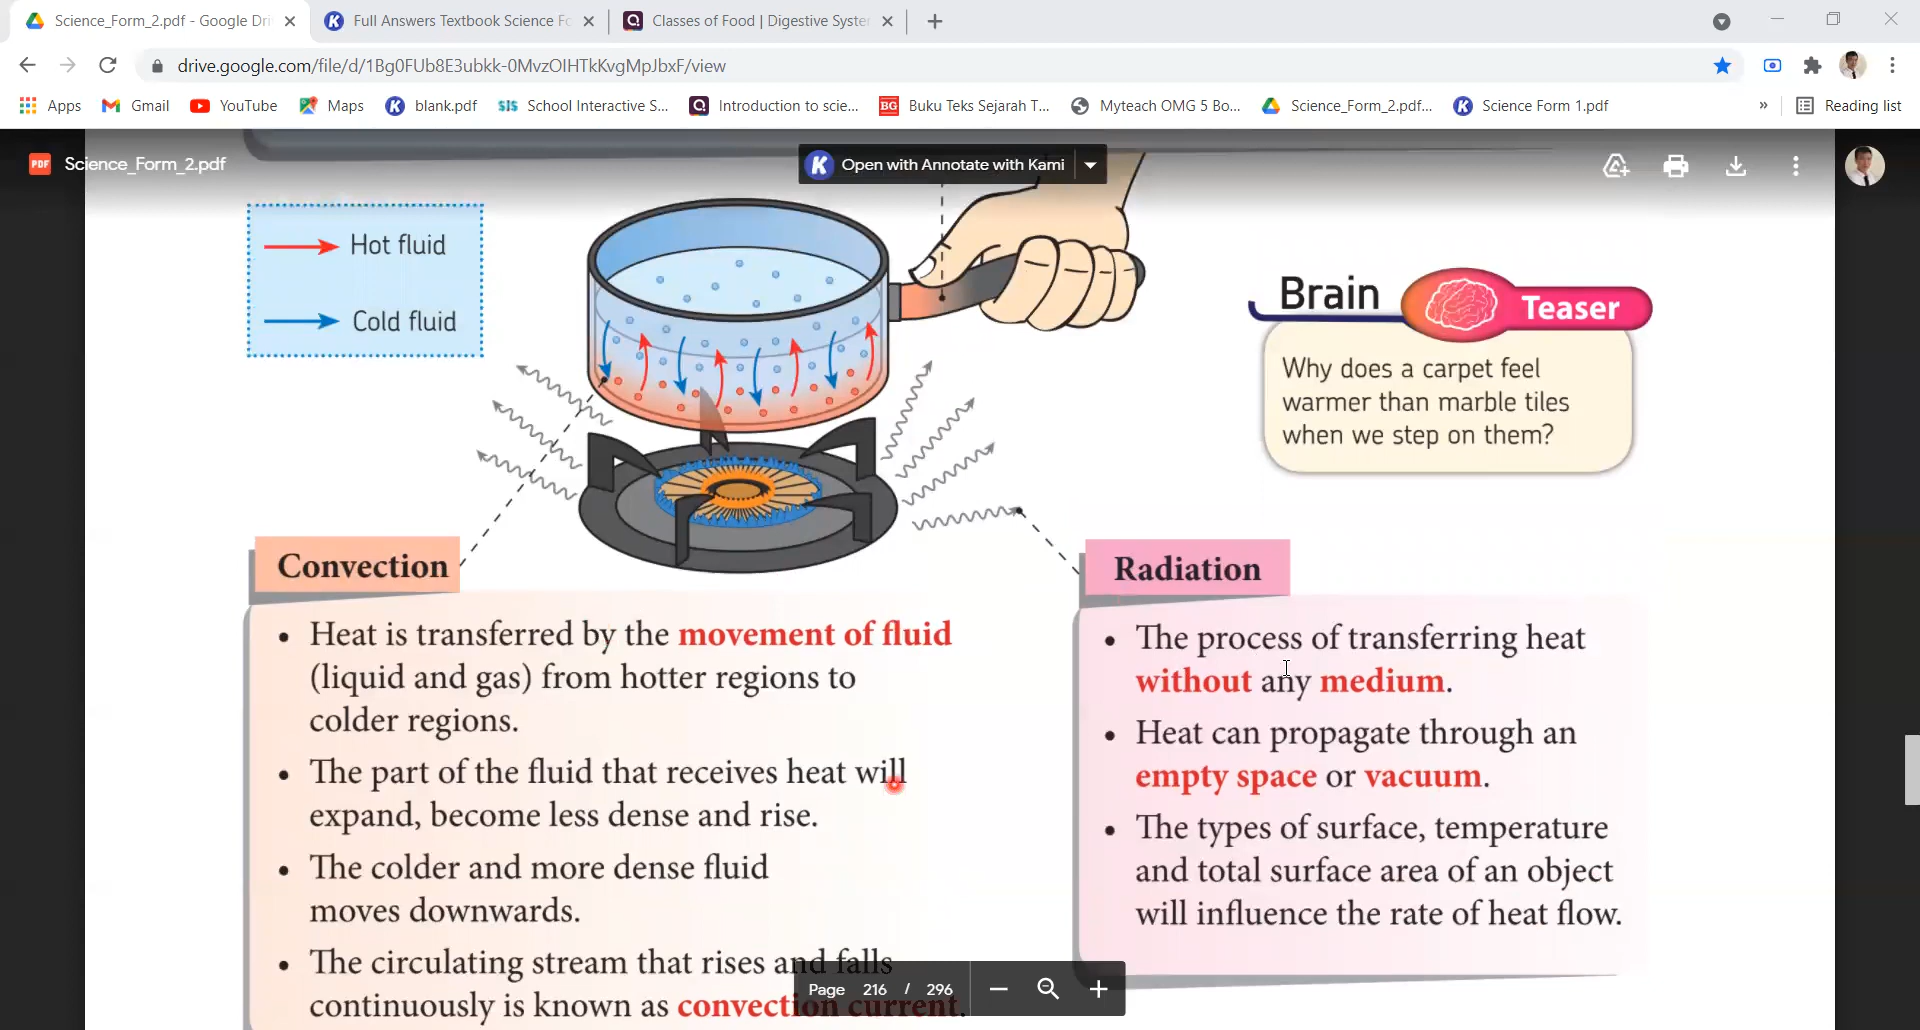 Science_Form_2.pdf - Google Dri
Full Answers Textbook Science Fo
Classes of Food | Digestive Syste
drive.google.com/file/d/1Bg0FUb8E3ubkk-0MvzOIHTkKvgMpJbxF/view
Apps
Gmail
YouTube
Maps
blank.pdf
SIS School Interactive S...
Introduction to scie...
BG Buku Teks Sejarah T...
Myteach OMG 5 Bo...
Science_Form_2.pdf...
Science Form 1.pdf
»
Reading list
PDF Science_Form_2.pdf
K Open with Annotate with Kami
Hot fluid
Cold fluid
Brain Teaser
Why does a carpet feel
warmer than marble tiles
when we step on them?
Convection
• Heat is transferred by the movement of fluid
(liquid and gas) from hotter regions to
colder regions.
• The part of the fluid that receives heat will
expand, become less dense and rise.
• The colder and more dense fluid
moves downwards.
• The circulating stream that rises and falls
continuously is known as convection current.
Radiation
• The process of transferring heat
without any medium.
• Heat can propagate through an
empty space or vacuum.
• The types of surface, temperature
and total surface area of an object
will influence the rate of heat flow.
Page 216 / 296